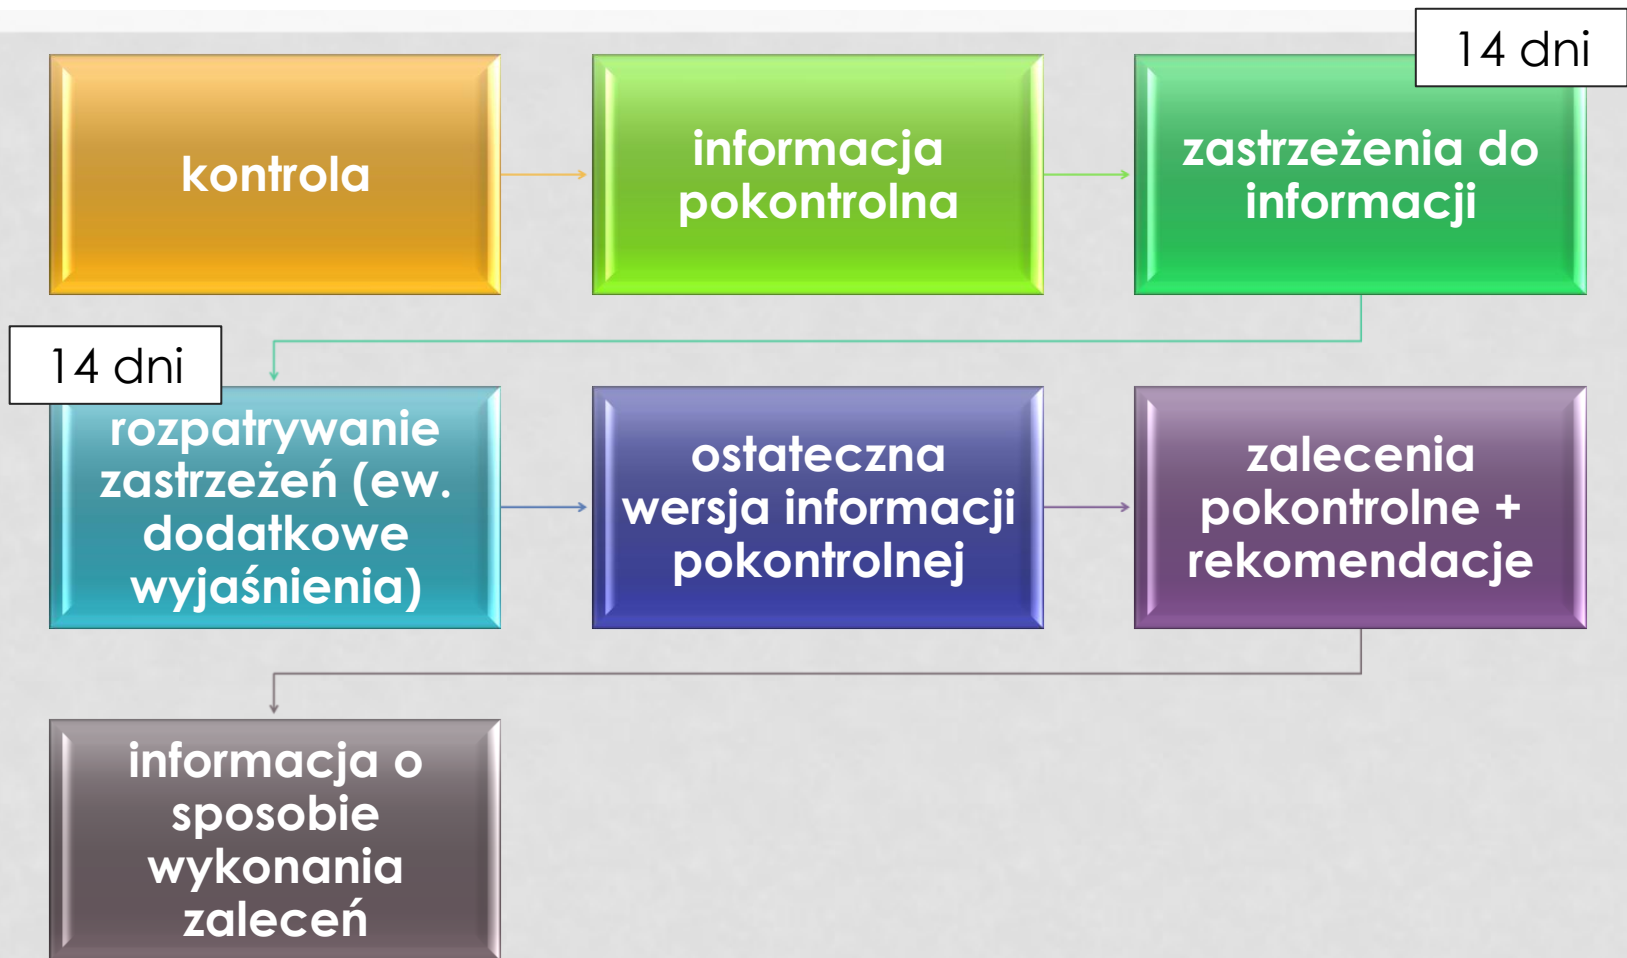 14 dni
kontrola
informacja
pokontrolna
zastrzeżenia do
informacji
14 dni
rozpatrywanie
zastrzeżeń (ew.
dodatkowe
wyjaśnienia)
ostateczna
wersja informacji
pokontrolnej
zalecenia
pokontrolne +
rekomendacje
informacja o
sposobie
wykonania
zaleceń